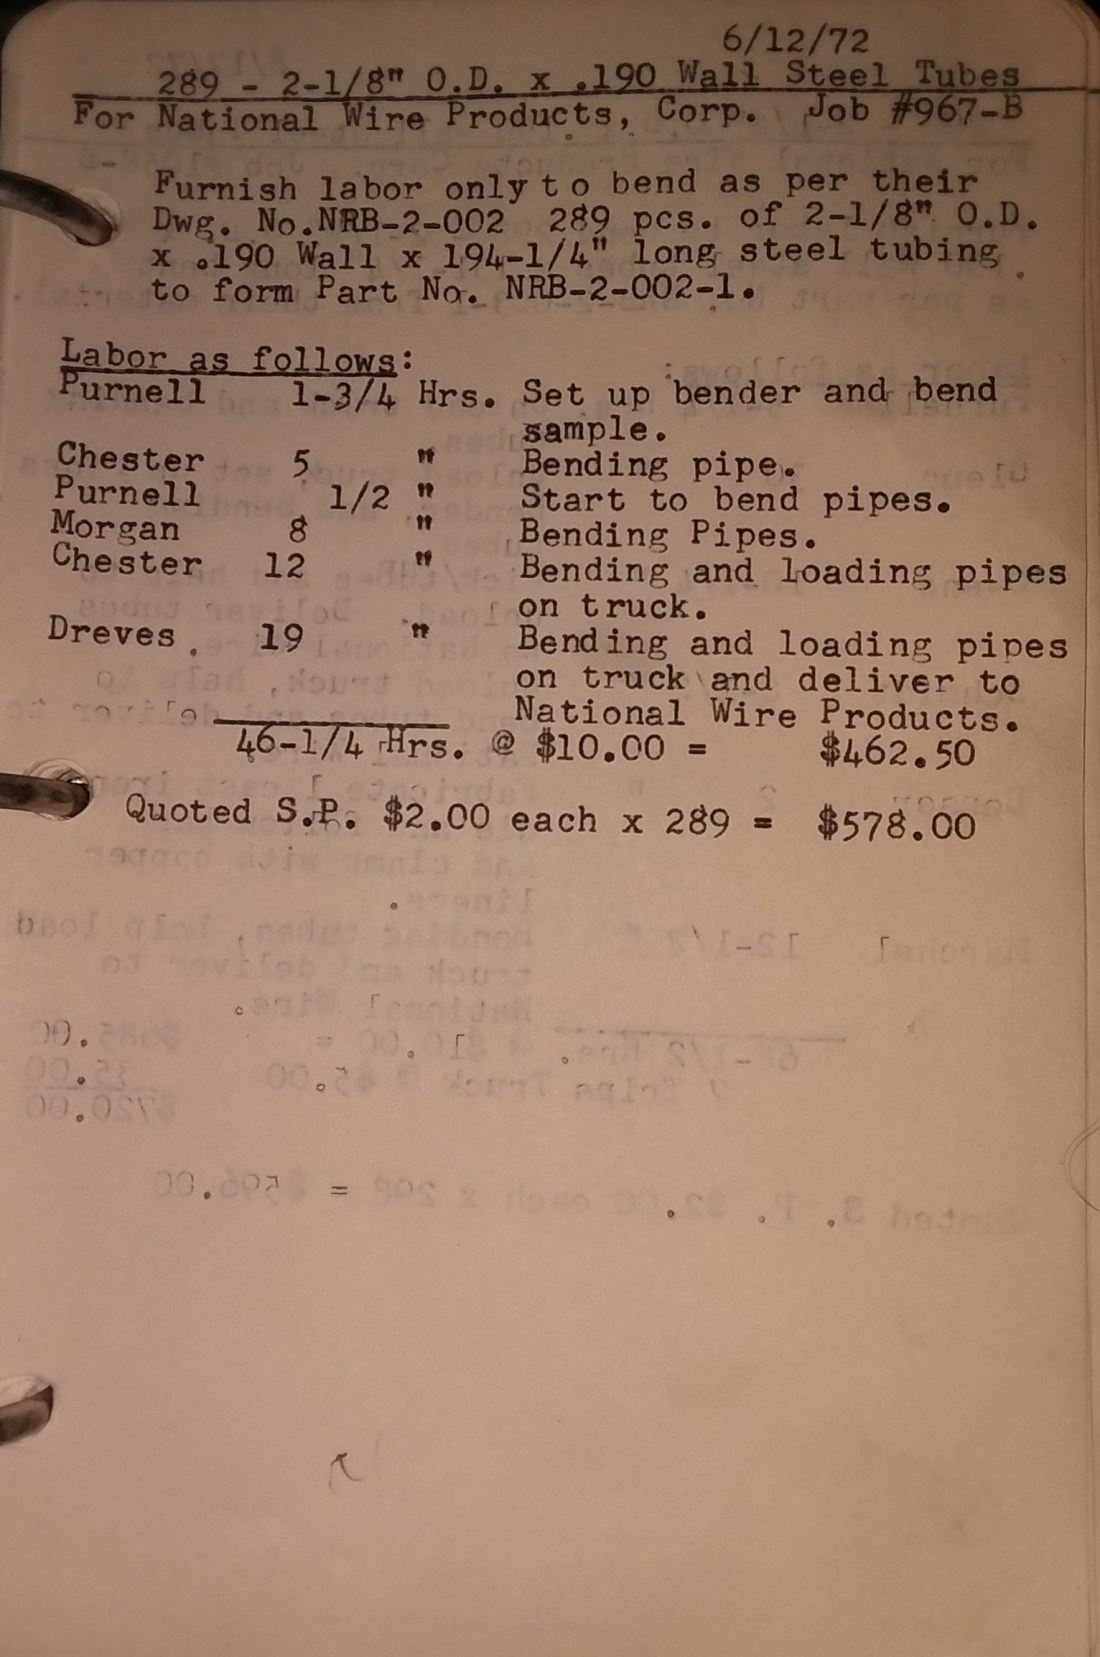 6/12/72
289 - 2-1/8" O.D. x .190 Wall Steel Tubes
For National Wire Products, Corp. Job #967-B
Furnish labor only t o bend as per their
Dwg. No.NRB-2-002 289 pcs. of 2-1/8" O.D.
x .190 Wall x 194-1/4" long steel tubing
to form Part No. NRB-2-002-1.
Labor as follows:
Purnell 1-3/4 Hrs. Set up bender and bend
sample.
Chester 5 " Bending pipe.
Purnell 1/2 " Start to bend pipes.
Morgan 8 " Bending Pipes.
Chester 12 " Bending and loading pipes
on truck.
Dreves 19 " Bending and loading pipes
on truck and deliver to
National Wire Products.
46-1/4 Hrs. @ $10.00 = $462.50
Quoted S.P. $2.00 each x 289 = $578.00